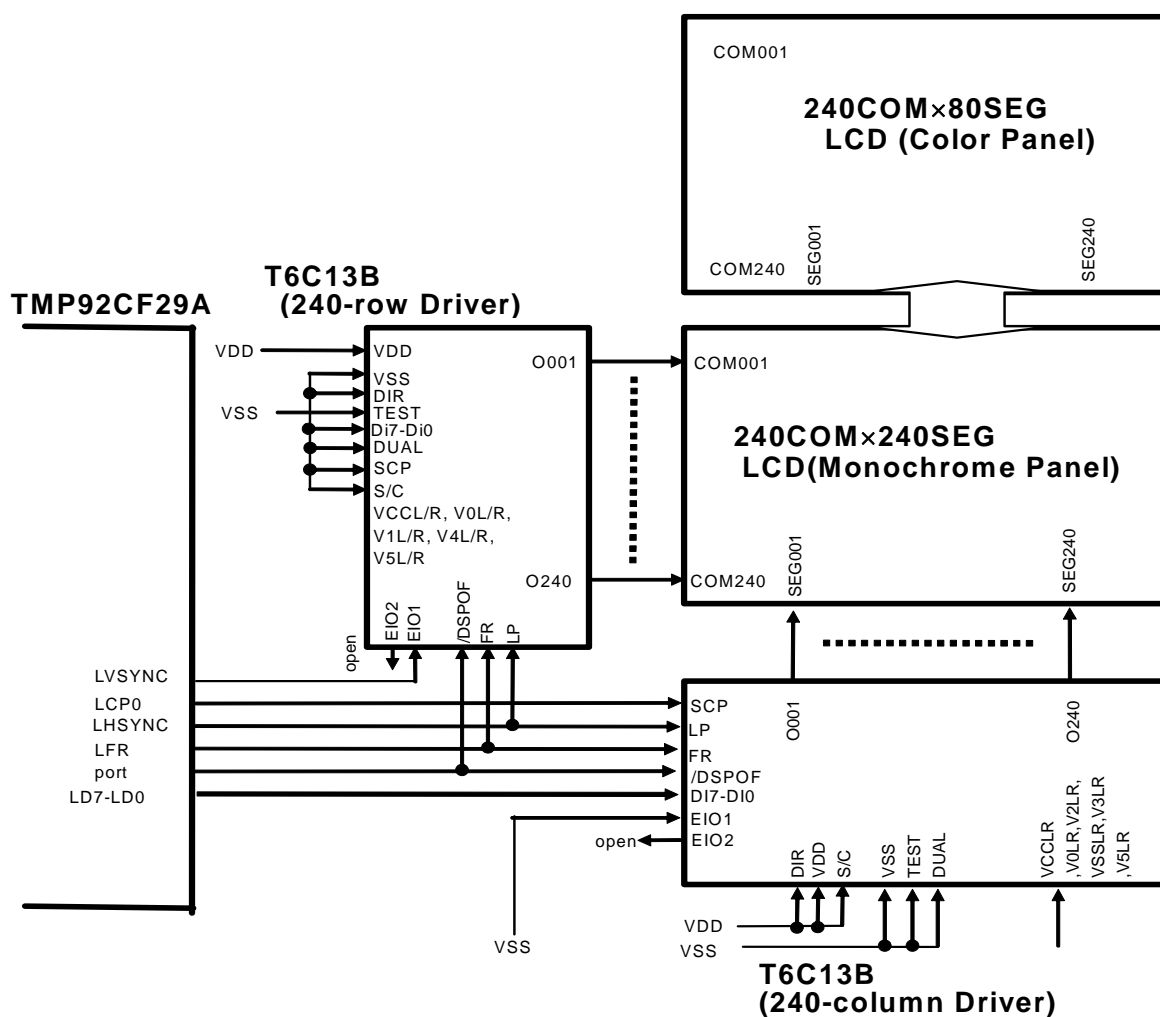 COM001
240COM×80SEG
LCD (Color Panel)
COM240
SEG001
SEG240
TMP92CF29A
T6C13B
(240-row Driver)
VDD
VDD
VSS
DIR
VSS
TEST
Di7-Di0
DUAL
SCP
S/C
VCCL/R, V0L/R,
V1L/R, V4L/R,
V5L/R
O001
O240
open
EIO2
EIO1
/DSPOF
FR
LP
COM001
240COM×240SEG
LCD(Monochrome Panel)
COM240
SEG001
SEG240
LVSYNC
LCP0
LHSYNC
LFR
port
LD7-LD0
SCP
LP
FR
/DSPOF
DI7-DI0
EIO1
open
EIO2
O001
O240
DIR
VDD
S/C
VSS
TEST
DUAL
VCCLR
,V0LR,V2LR,
VSSLR,V3LR
,V5LR
VSS
VDD
VSS
T6C13B
(240-column Driver)